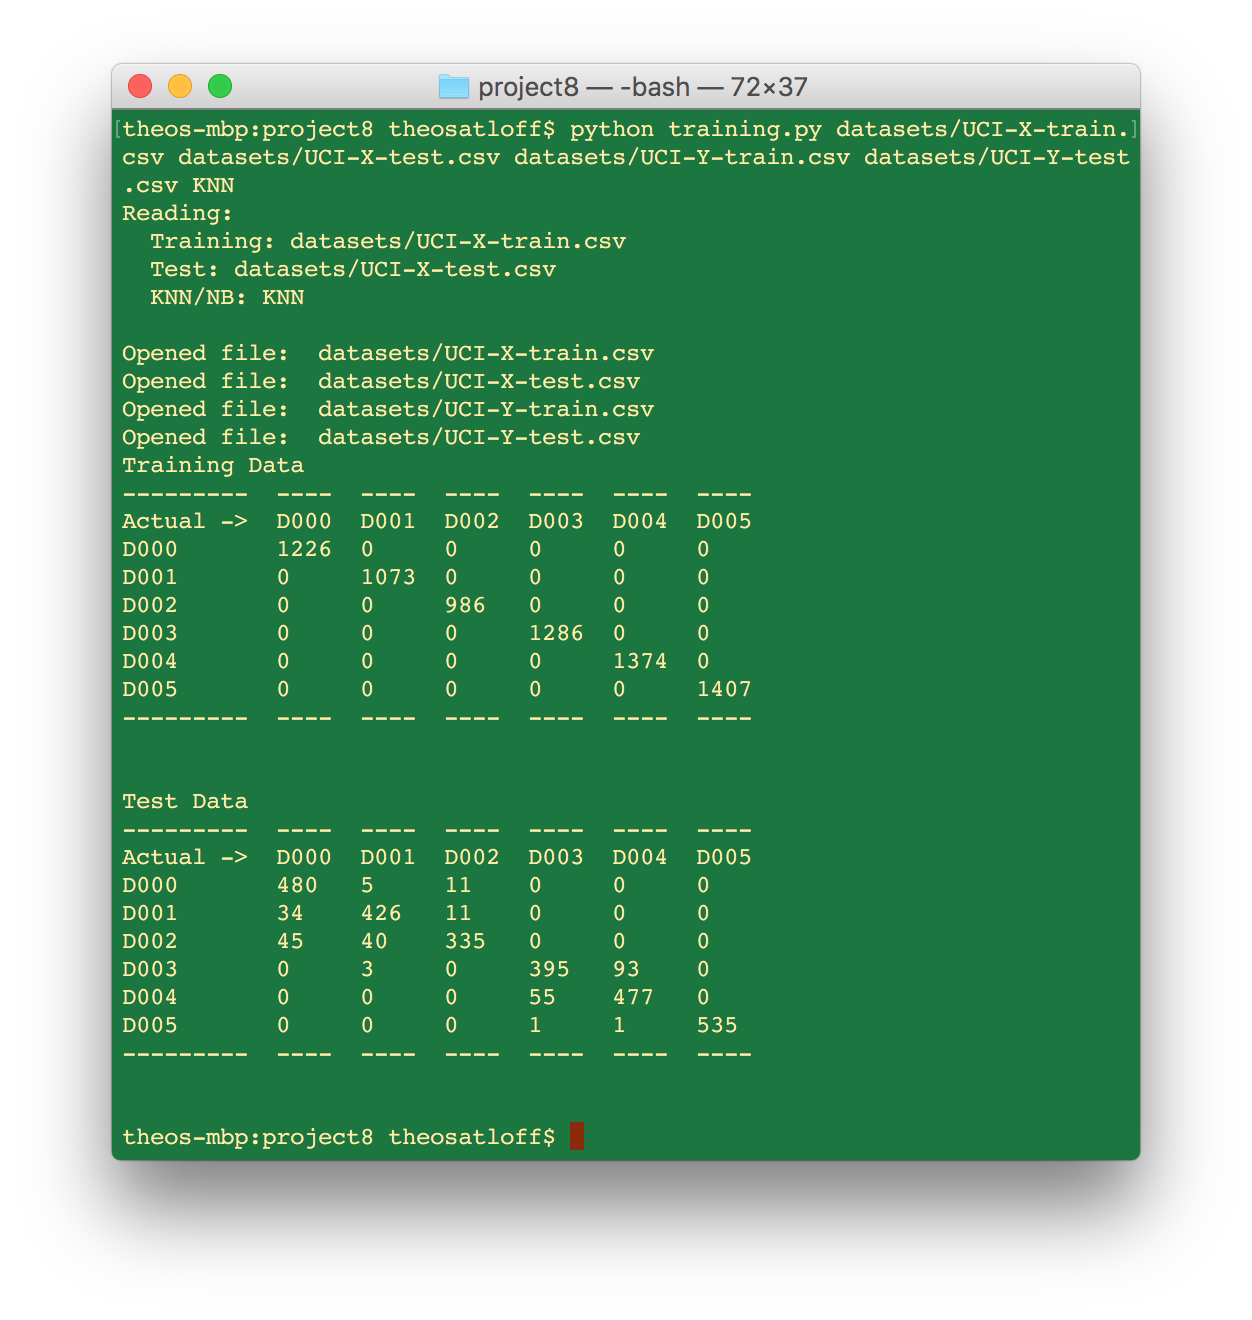 project8 — -bash — 72×37
[theos-mbp:project8 theosatloff$ python training.py datasets/UCI-X-train.]
csv datasets/UCI-X-test.csv datasets/UCI-Y-train.csv datasets/UCI-Y-test
.csv KNN
Reading:
  Training: datasets/UCI-X-train.csv
  Test: datasets/UCI-X-test.csv
  KNN/NB: KNN
Opened file:  datasets/UCI-X-train.csv
Opened file:  datasets/UCI-X-test.csv
Opened file:  datasets/UCI-Y-train.csv
Opened file:  datasets/UCI-Y-test.csv
Training Data
---------  ----  ----  ----  ----  ----  ----
Actual ->  D000  D001  D002  D003  D004  D005
D000       1226  0     0     0     0     0
D001       0     1073  0     0     0     0
D002       0     0     986   0     0     0
D003       0     0     0     1286  0     0
D004       0     0     0     0     1374  0
D005       0     0     0     0     0     1407
---------  ----  ----  ----  ----  ----  ----
Test Data
---------  ----  ----  ----  ----  ----  ----
Actual ->  D000  D001  D002  D003  D004  D005
D000       480   5     11    0     0     0
D001       34    426   11    0     0     0
D002       45    40    335   0     0     0
D003       0     3     0     395   93    0
D004       0     0     0     55    477   0
D005       0     0     0     1     1     535
---------  ----  ----  ----  ----  ----  ----
theos-mbp:project8 theosatloff$